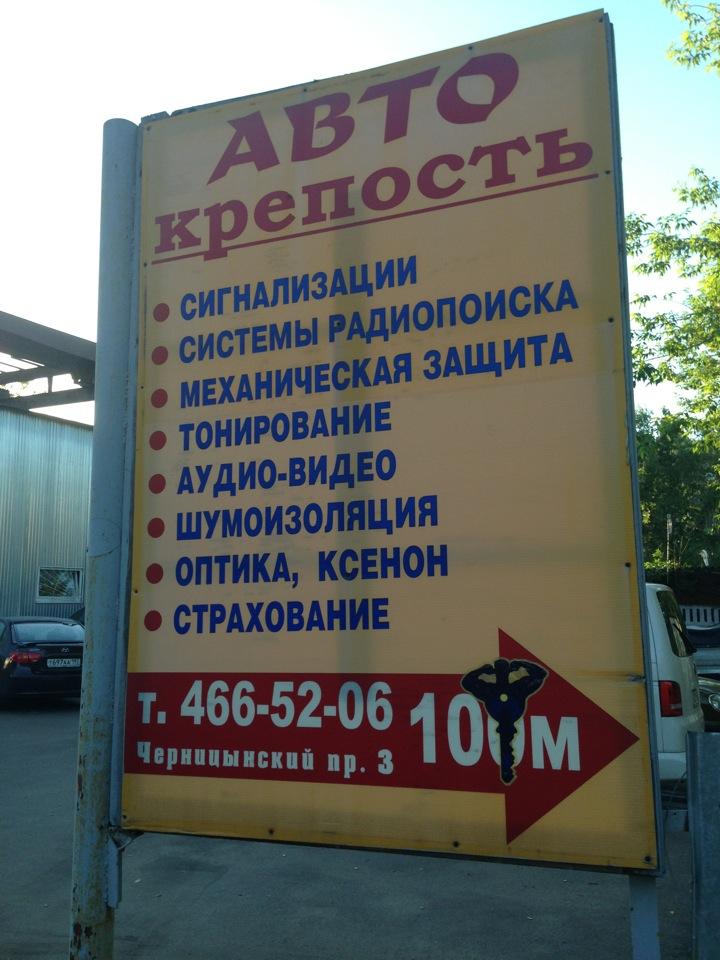 АВТО
крепость
СИГНАЛИЗАЦИИ
СИСТЕМЫ РАДИОПОИСКА
МЕХАНИЧЕСКАЯ ЗАЩИТА
ТОНИРОВАНИЕ
АУДИО-ВИДЕО
ШУМОИЗОЛЯЦИЯ
ОПТИКА, КСЕНОН
СТРАХОВАНИЕ
т. 466-52-06
Черницынский пр. 3
100м